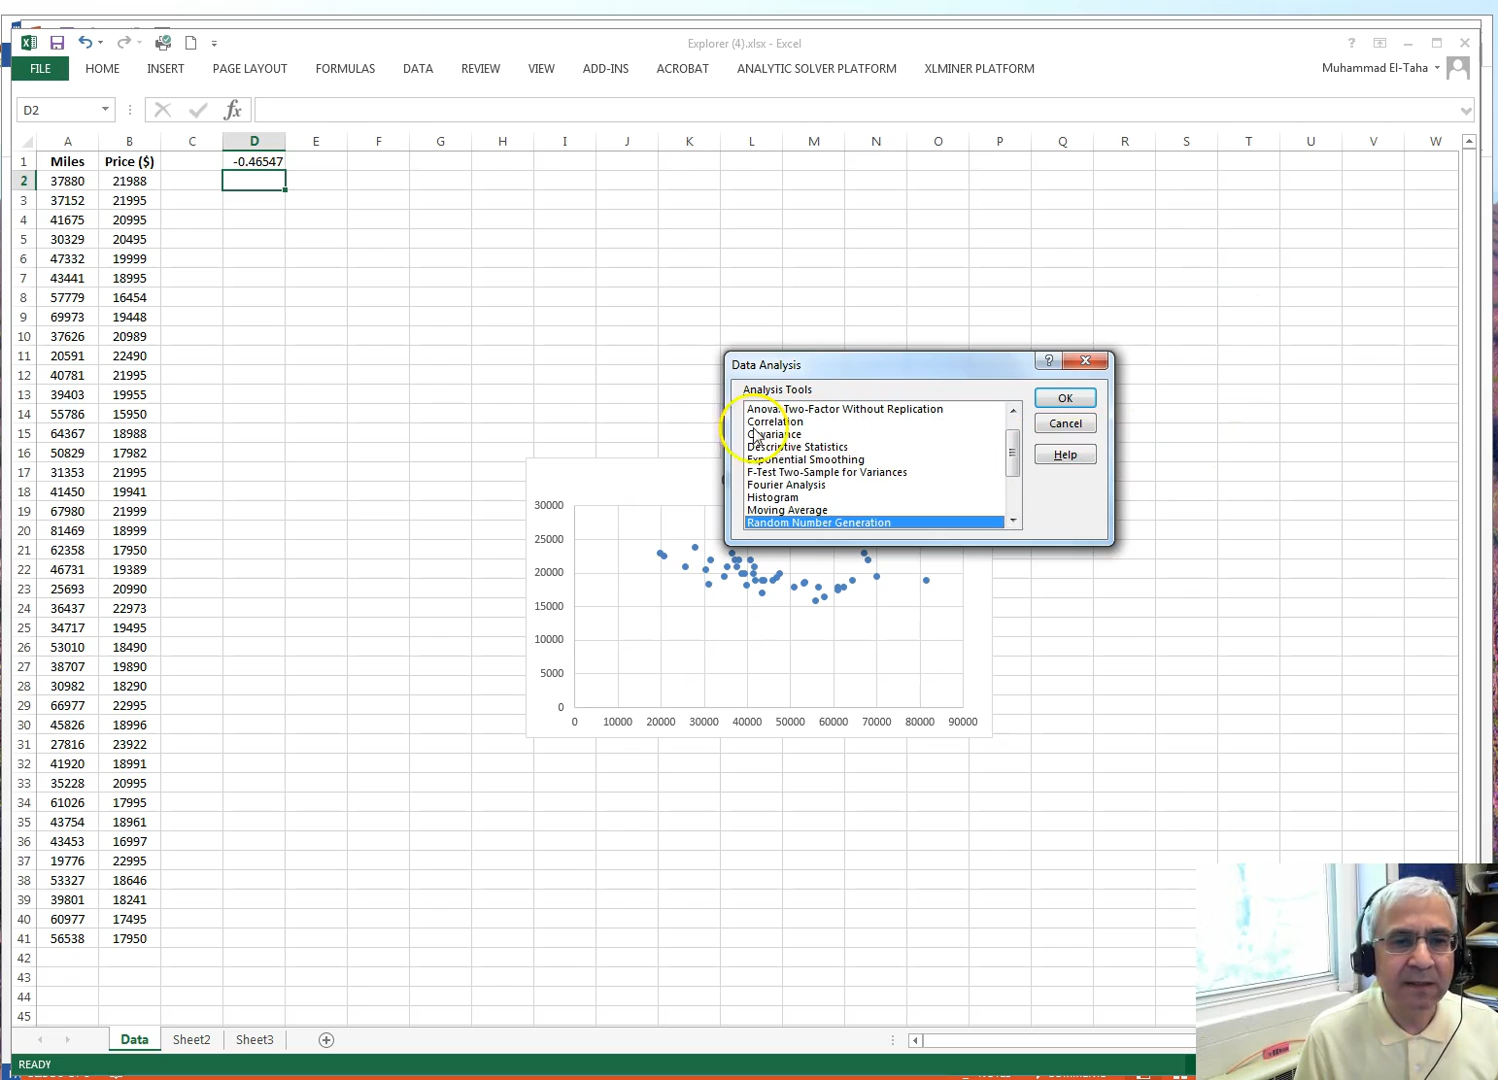 Explorer (4).xlsx - Excel
FILE HOME INSERT PAGE LAYOUT FORMULAS DATA REVIEW VIEW ADD-INS ACROBAT ANALYTIC SOLVER PLATFORM XLMINER PLATFORM Muhammad El-Taha
D2 fx
A B C D E F G H I J K L M N O P Q R S T U V W
1 Miles Price ($) -0.46547
2 37880 21988
3 37152 21995
4 41675 20995
5 30329 20495
6 47332 19999
7 43441 18995
8 57779 16454
9 69973 19448
10 37626 20989
11 20591 22490
12 40781 21995
13 39403 19955
14 55786 15950
15 64367 18988
16 50829 17982
17 31353 21995
18 41450 19941
19 67980 21999
20 81469 18999
21 62358 17950
22 46731 19389
23 25693 20990
24 36437 22973
25 34717 19495
26 53010 18490
27 38707 19890
28 30982 18290
29 66977 22995
30 45826 18996
31 27816 23922
32 41920 18991
33 35228 20995
34 61026 17995
35 43754 18961
36 43453 16997
37 19776 22995
38 53327 18646
39 39801 18241
40 60977 17495
41 56538 17950
42
43
44
45
Data Analysis
Analysis Tools
Anova: Two-Factor Without Replication
Correlation
Covariance
Descriptive Statistics
Exponential Smoothing
F-Test Two-Sample for Variances
Fourier Analysis
Histogram
Moving Average
Random Number Generation
OK
Cancel
Help
30000
25000
20000
15000
10000
5000
0
0 10000 20000 30000 40000 50000 60000 70000 80000 90000
Data Sheet2 Sheet3
READY